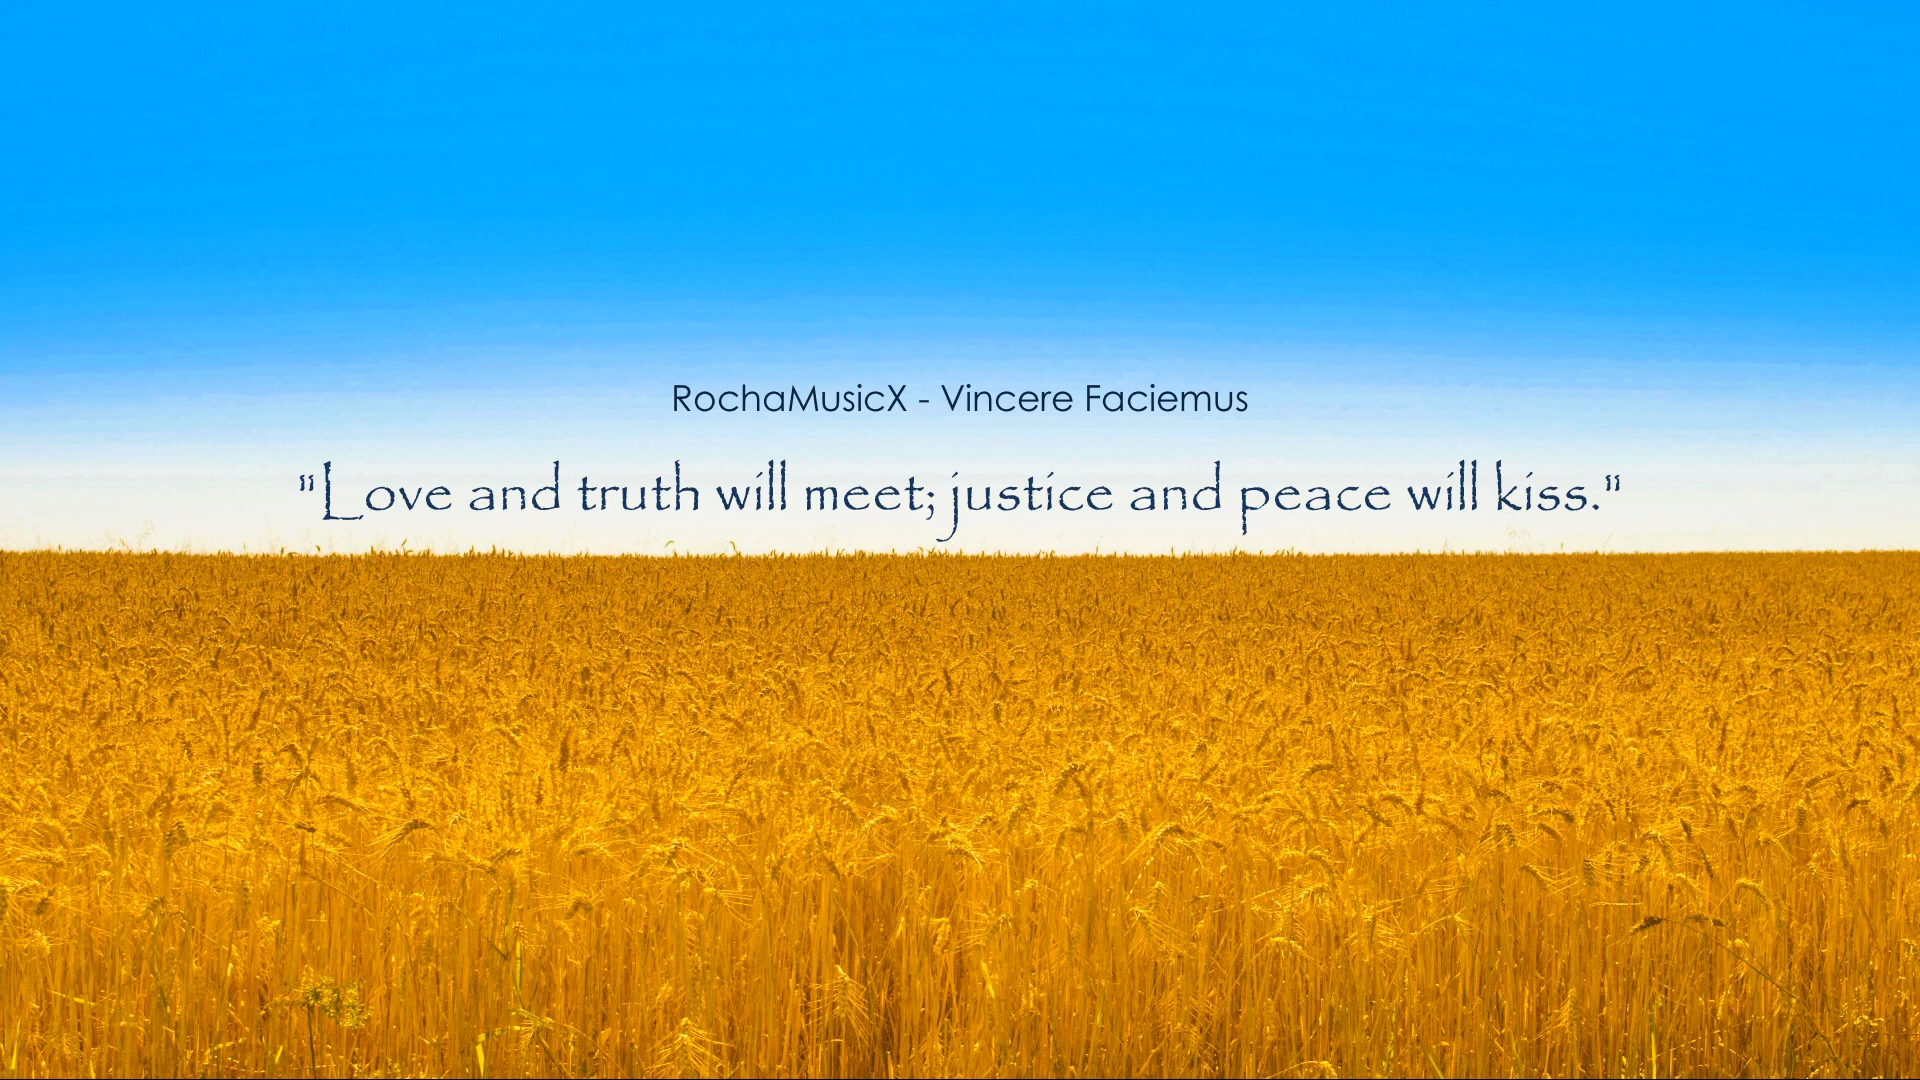 RochaMusicX - Vincere Faciemus
"Love and truth will meet; justice and peace will kiss."